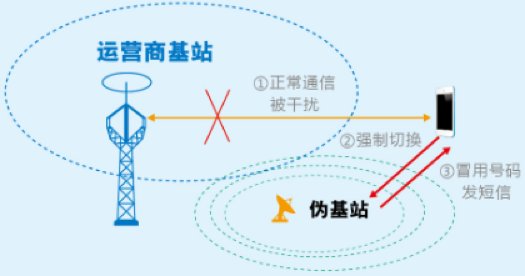 运营商基站
①正常通信
被干扰
②强制切换
③冒用号码
发短信
伪基站